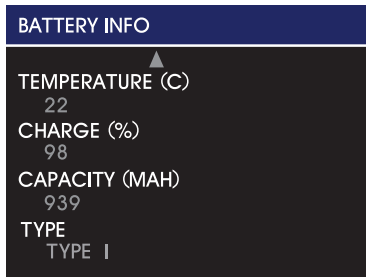 BATTERY INFO
TEMPERATURE (C)
22
CHARGE (%)
98
CAPACITY (MAH)
939
TYPE
TYPE I